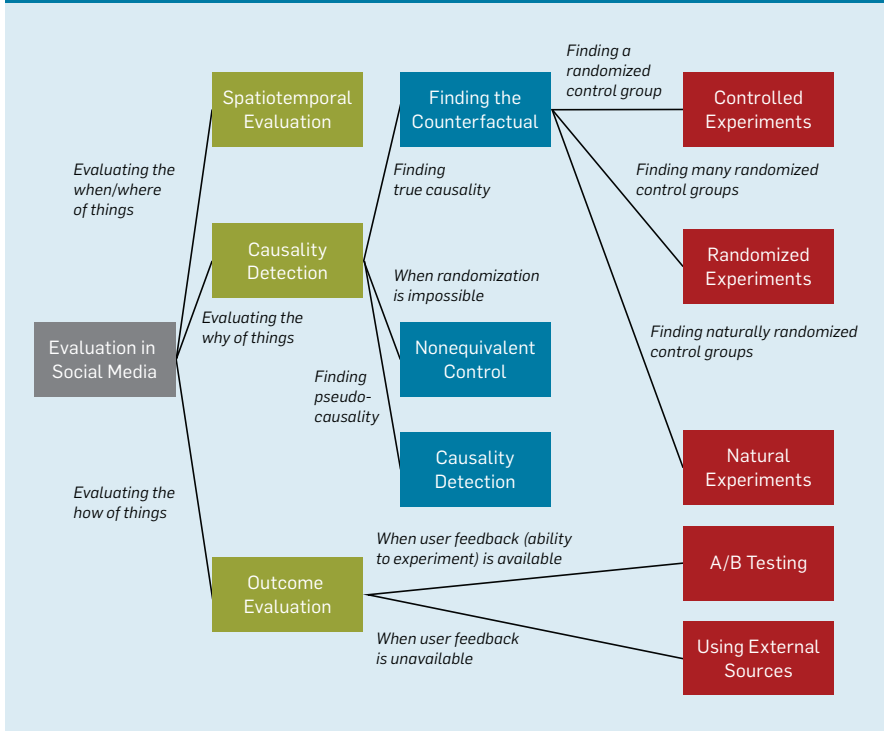 Finding a
randomized
control group
Spatiotemporal
Evaluation
Finding the
Counterfactual
Controlled
Experiments
Evaluating the
when/where
of things
Finding
true causality
Finding many randomized
control groups
Causality
Detection
When randomization
is impossible
Randomized
Experiments
Evaluating the
why of things
Evaluation in
Social Media
Nonequivalent
Control
Finding naturally randomized
control groups
Finding
pseudo-
causality
Causality
Detection
Natural
Experiments
Evaluating the
how of things
When user feedback (ability
to experiment) is available
A/B Testing
Outcome
Evaluation
When user feedback
is unavailable
Using External
Sources